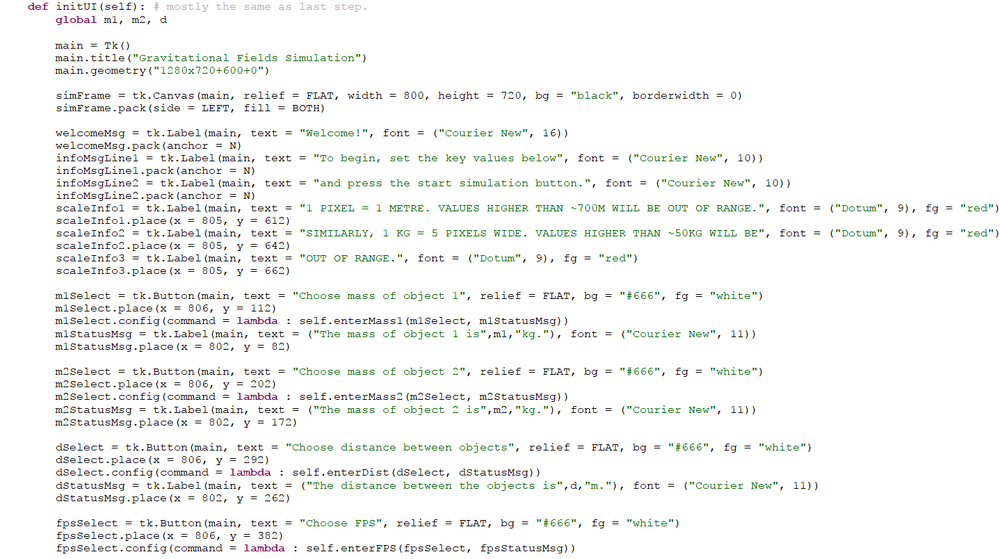 def initUI(self): # mostly the same as last step.
global m1, m2, d
main = Tk()
main.title("Gravitational Fields Simulation")
main.geometry("1280x720+600+0")
simFrame = tk.Canvas(main, relief = FLAT, width = 800, height = 720, bg = "black", borderwidth = 0)
simFrame.pack(side = LEFT, fill = BOTH)
welcomeMsg = tk.Label(main, text = "Welcome!", font = ("Courier New", 16))
welcomeMsg.pack(anchor = N)
infoMsgLine1 = tk.Label(main, text = "To begin, set the key values below", font = ("Courier New", 10))
infoMsgLine1.pack(anchor = N)
infoMsgLine2 = tk.Label(main, text = "and press the start simulation button.", font = ("Courier New", 10))
infoMsgLine2.pack(anchor = N)
scaleInfo1 = tk.Label(main, text = "1 PIXEL = 1 METRE. VALUES HIGHER THAN ~700M WILL BE OUT OF RANGE.", font = ("Dotum", 9), fg = "red")
scaleInfo1.place(x = 805, y = 612)
scaleInfo2 = tk.Label(main, text = "SIMILARLY, 1 KG = 5 PIXELS WIDE. VALUES HIGHER THAN ~50KG WILL BE", font = ("Dotum", 9), fg = "red")
scaleInfo2.place(x = 805, y = 642)
scaleInfo3 = tk.Label(main, text = "OUT OF RANGE.", font = ("Dotum", 9), fg = "red")
scaleInfo3.place(x = 805, y = 662)
m1Select = tk.Button(main, text = "Choose mass of object 1", relief = FLAT, bg = "#666", fg = "white")
m1Select.place(x = 806, y = 112)
m1Select.config(command = lambda : self.enterMass1(m1Select, m1StatusMsg))
m1StatusMsg = tk.Label(main, text = ("The mass of object 1 is",m1,"kg."), font = ("Courier New", 11))
m1StatusMsg.place(x = 802, y = 82)
m2Select = tk.Button(main, text = "Choose mass of object 2", relief = FLAT, bg = "#666", fg = "white")
m2Select.place(x = 806, y = 202)
m2Select.config(command = lambda : self.enterMass2(m2Select, m2StatusMsg))
m2StatusMsg = tk.Label(main, text = ("The mass of object 2 is",m2,"kg."), font = ("Courier New", 11))
m2StatusMsg.place(x = 802, y = 172)
dSelect = tk.Button(main, text = "Choose distance between objects", relief = FLAT, bg = "#666", fg = "white")
dSelect.place(x = 806, y = 292)
dSelect.config(command = lambda : self.enterDist(dSelect, dStatusMsg))
dStatusMsg = tk.Label(main, text = ("The distance between the objects is",d,"m."), font = ("Courier New", 11))
dStatusMsg.place(x = 802, y = 262)
fpsSelect = tk.Button(main, text = "Choose FPS", relief = FLAT, bg = "#666", fg = "white")
fpsSelect.place(x = 806, y = 382)
fpsSelect.config(command = lambda : self.enterFPS(fpsSelect, fpsStatusMsg))